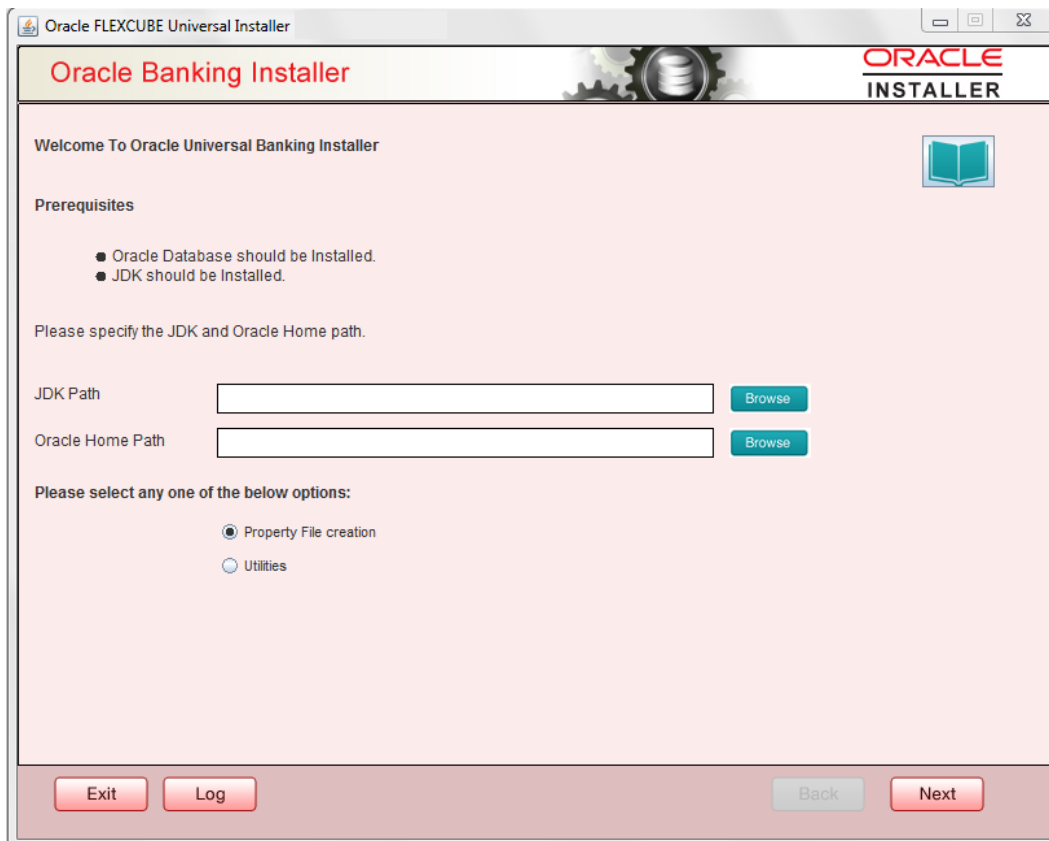 Oracle FLEXCUBE Universal Installer
Oracle Banking Installer
ORACLE
INSTALLER
Welcome To Oracle Universal Banking Installer
Prerequisites
Oracle Database should be Installed.
JDK should be Installed.
Please specify the JDK and Oracle Home path.
JDK Path
Browse
Oracle Home Path
Browse
Please select any one of the below options:
Property File creation
Utilities
Exit
Log
Back
Next